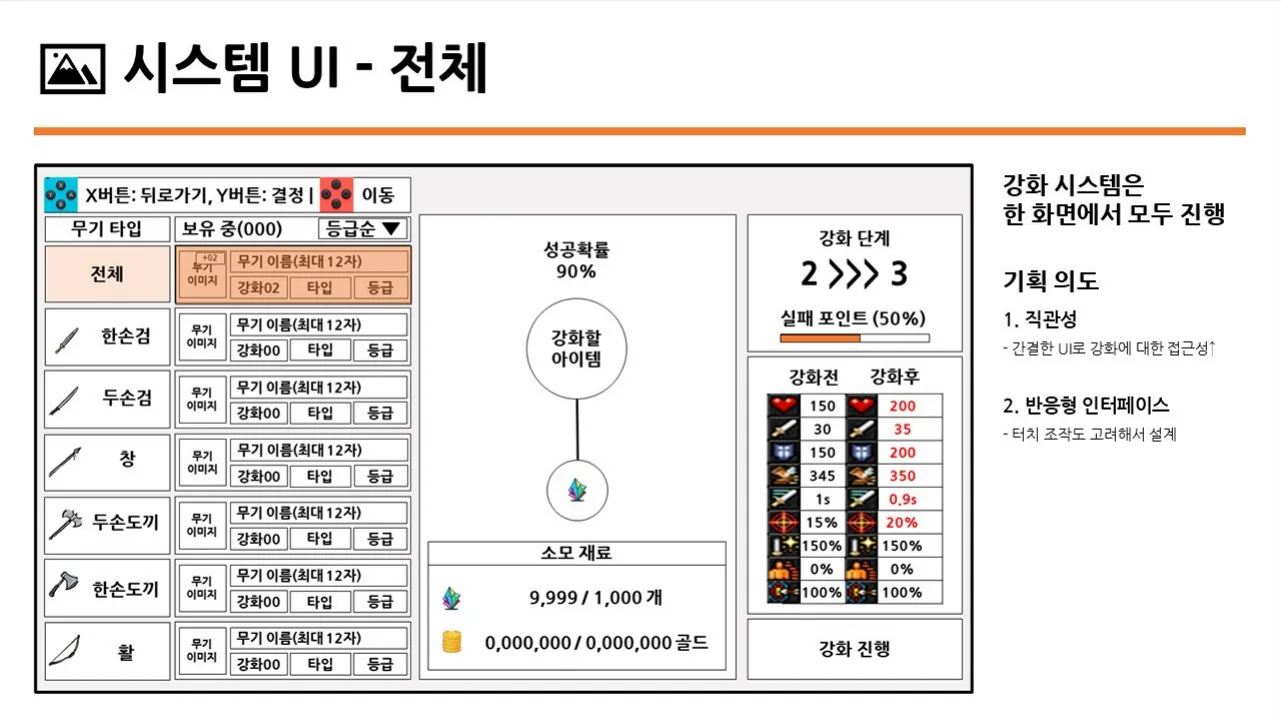 시스템 UI - 전체
X버튼: 뒤로가기, Y버튼: 결정 | 이동
무기 타입
보유 중(000)
등급순 ▼
전체
+02
무기
이미지
무기 이름(최대 12자)
강화02 타입 등급
한손검
무기
이미지
무기 이름(최대 12자)
강화00 타입 등급
두손검
무기
이미지
무기 이름(최대 12자)
강화00 타입 등급
창
무기
이미지
무기 이름(최대 12자)
강화00 타입 등급
두손도끼
무기
이미지
무기 이름(최대 12자)
강화00 타입 등급
한손도끼
무기
이미지
무기 이름(최대 12자)
강화00 타입 등급
활
무기
이미지
무기 이름(최대 12자)
강화00 타입 등급
성공확률
90%
강화할
아이템
소모 재료
9,999 / 1,000 개
0,000,000 / 0,000,000 골드
강화 단계
2 >>> 3
실패 포인트 (50%)
강화전 강화후
150 200
30 35
150 200
345 350
1s 0.9s
15% 20%
150% 150%
0% 0%
100% 100%
강화 진행
강화 시스템은
한 화면에서 모두 진행
기획 의도
1. 직관성
- 간결한 UI로 강화에 대한 접근성↑
2. 반응형 인터페이스
- 터치 조작도 고려해서 설계